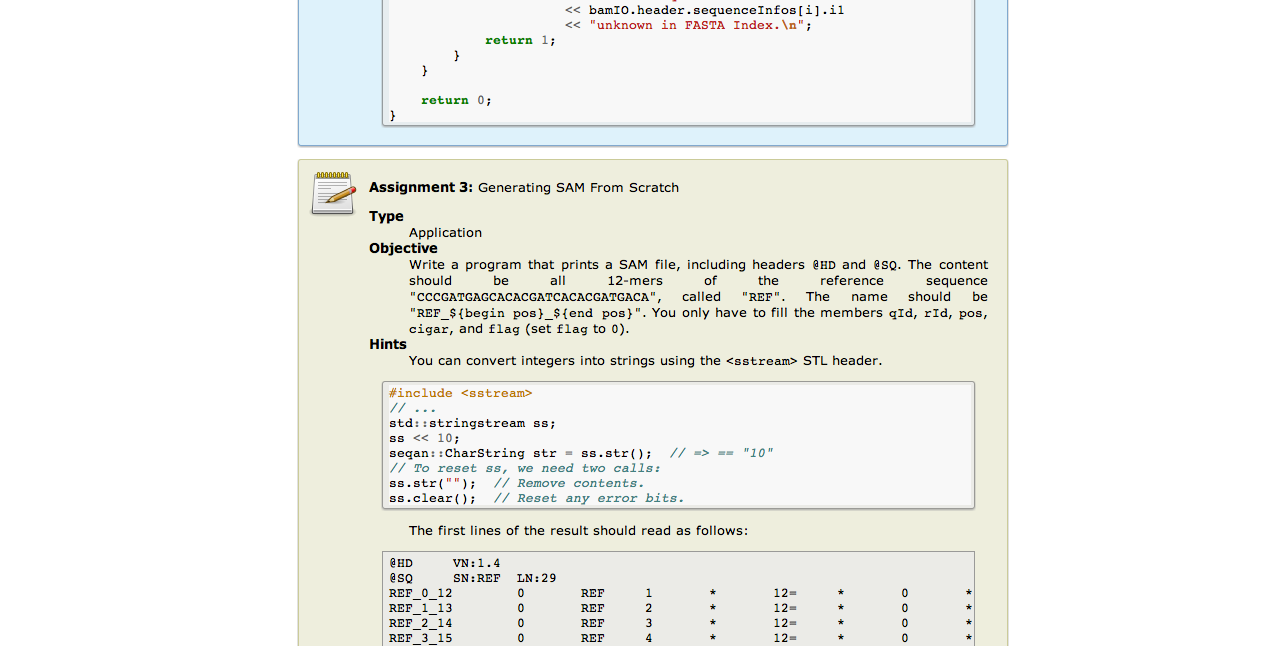 << bamIO.header.sequenceInfos[i].i1
<< "unknown in FASTA Index.\n";
return 1;
}
}
return 0;
}
Assignment 3: Generating SAM From Scratch
Type
Application
Objective
Write a program that prints a SAM file, including headers @HD and @SQ. The content
should be all 12-mers of the reference sequence
"CCCGATGAGCACACGATCACACGATGACA", called "REF". The name should be
"REF_${begin pos}_${end pos}". You only have to fill the members qId, rId, pos,
cigar, and flag (set flag to 0).
Hints
You can convert integers into strings using the <sstream> STL header.
#include <sstream>
// ...
std::stringstream ss;
ss << 10;
seqan::CharString str = ss.str();  // => == "10"
// To reset ss, we need two calls:
ss.str("");  // Remove contents.
ss.clear();  // Reset any error bits.
The first lines of the result should read as follows:
@HD VN:1.4
@SQ SN:REF LN:29
REF_0_12 0 REF 1 * 12= * 0 *
REF_1_13 0 REF 2 * 12= * 0 *
REF_2_14 0 REF 3 * 12= * 0 *
REF_3_15 0 REF 4 * 12= * 0 *